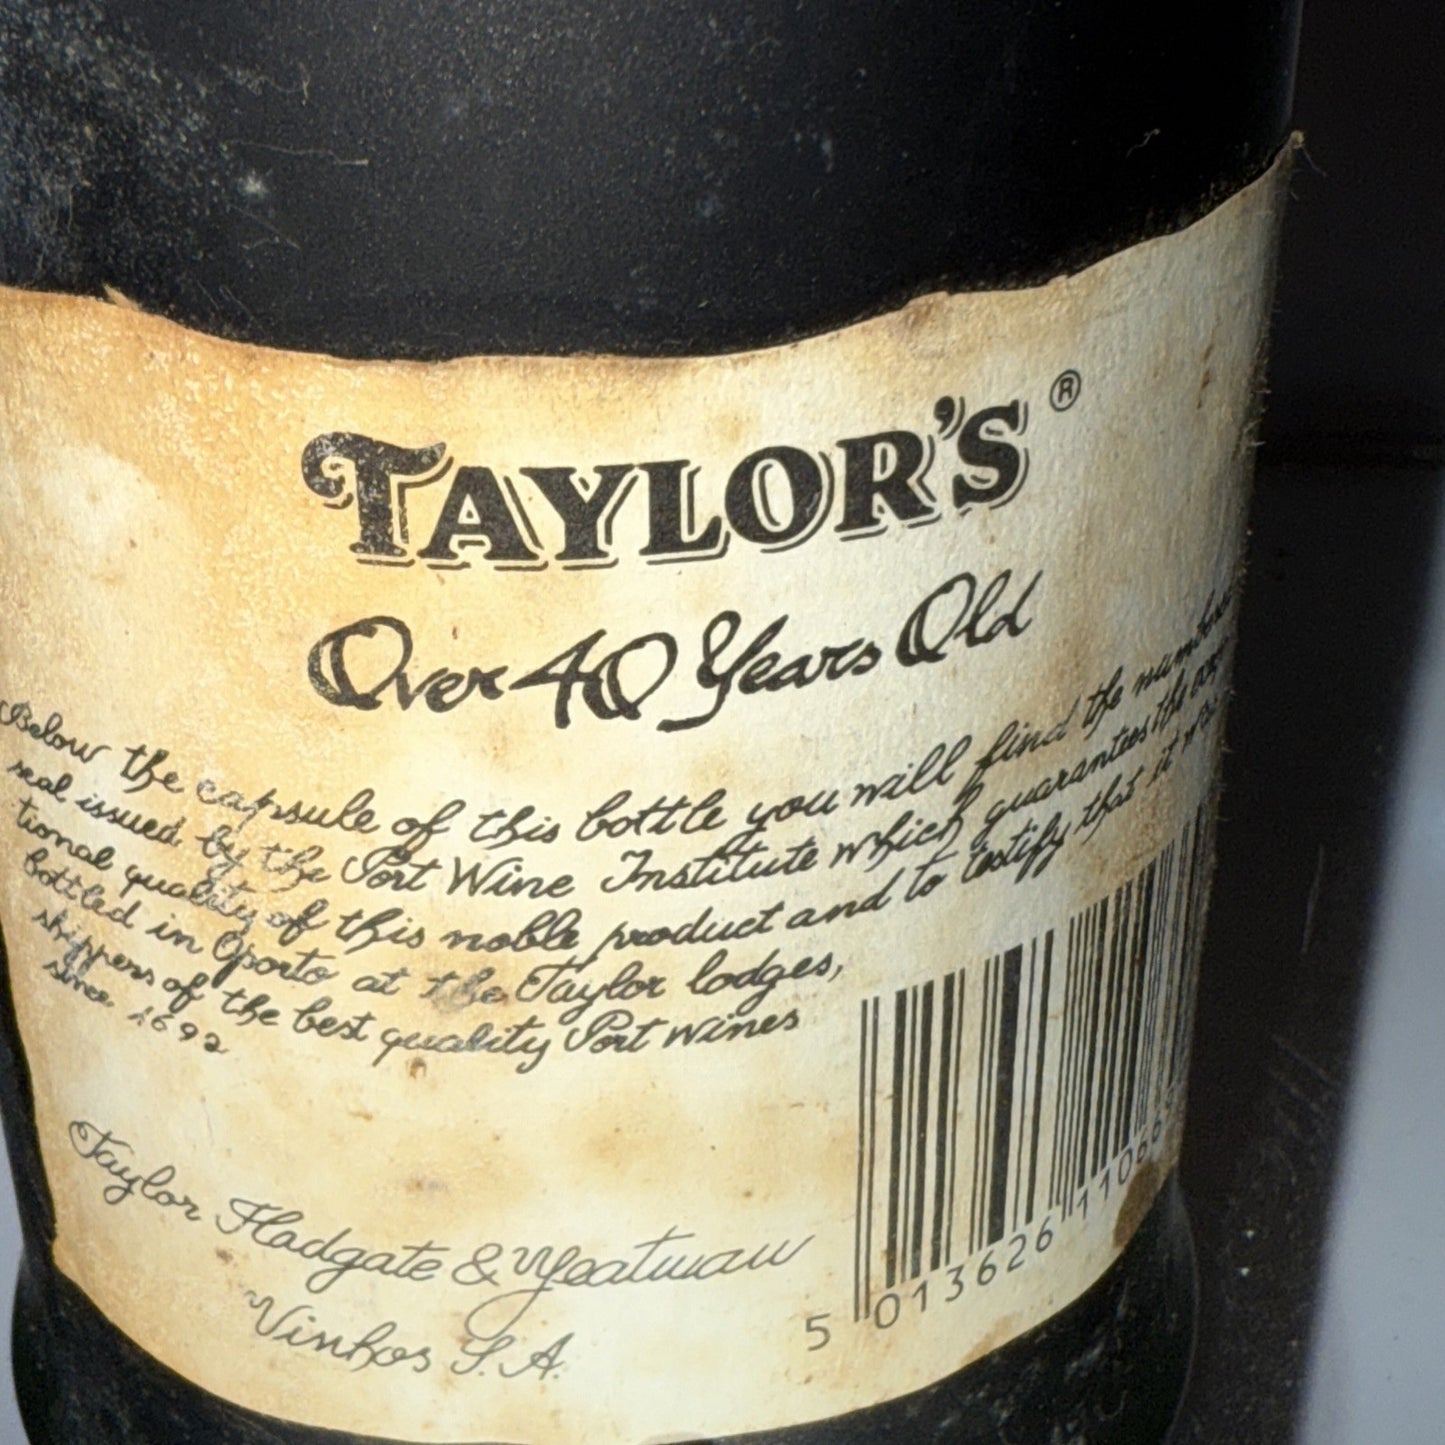 TAYLOR'S ®
Over 40 Years Old
Below the capsule of this bottle you will find the numbered
seal issued by the Port Wine Institute which guarantees the
tional quality of this noble product and to testify that it was
bottled in Oporto at the Taylor lodges,
shippers of the best quality Port wines
since 1692
Taylor Fladgate & Yeatman
Vinhos S.A.
5 013626 11066